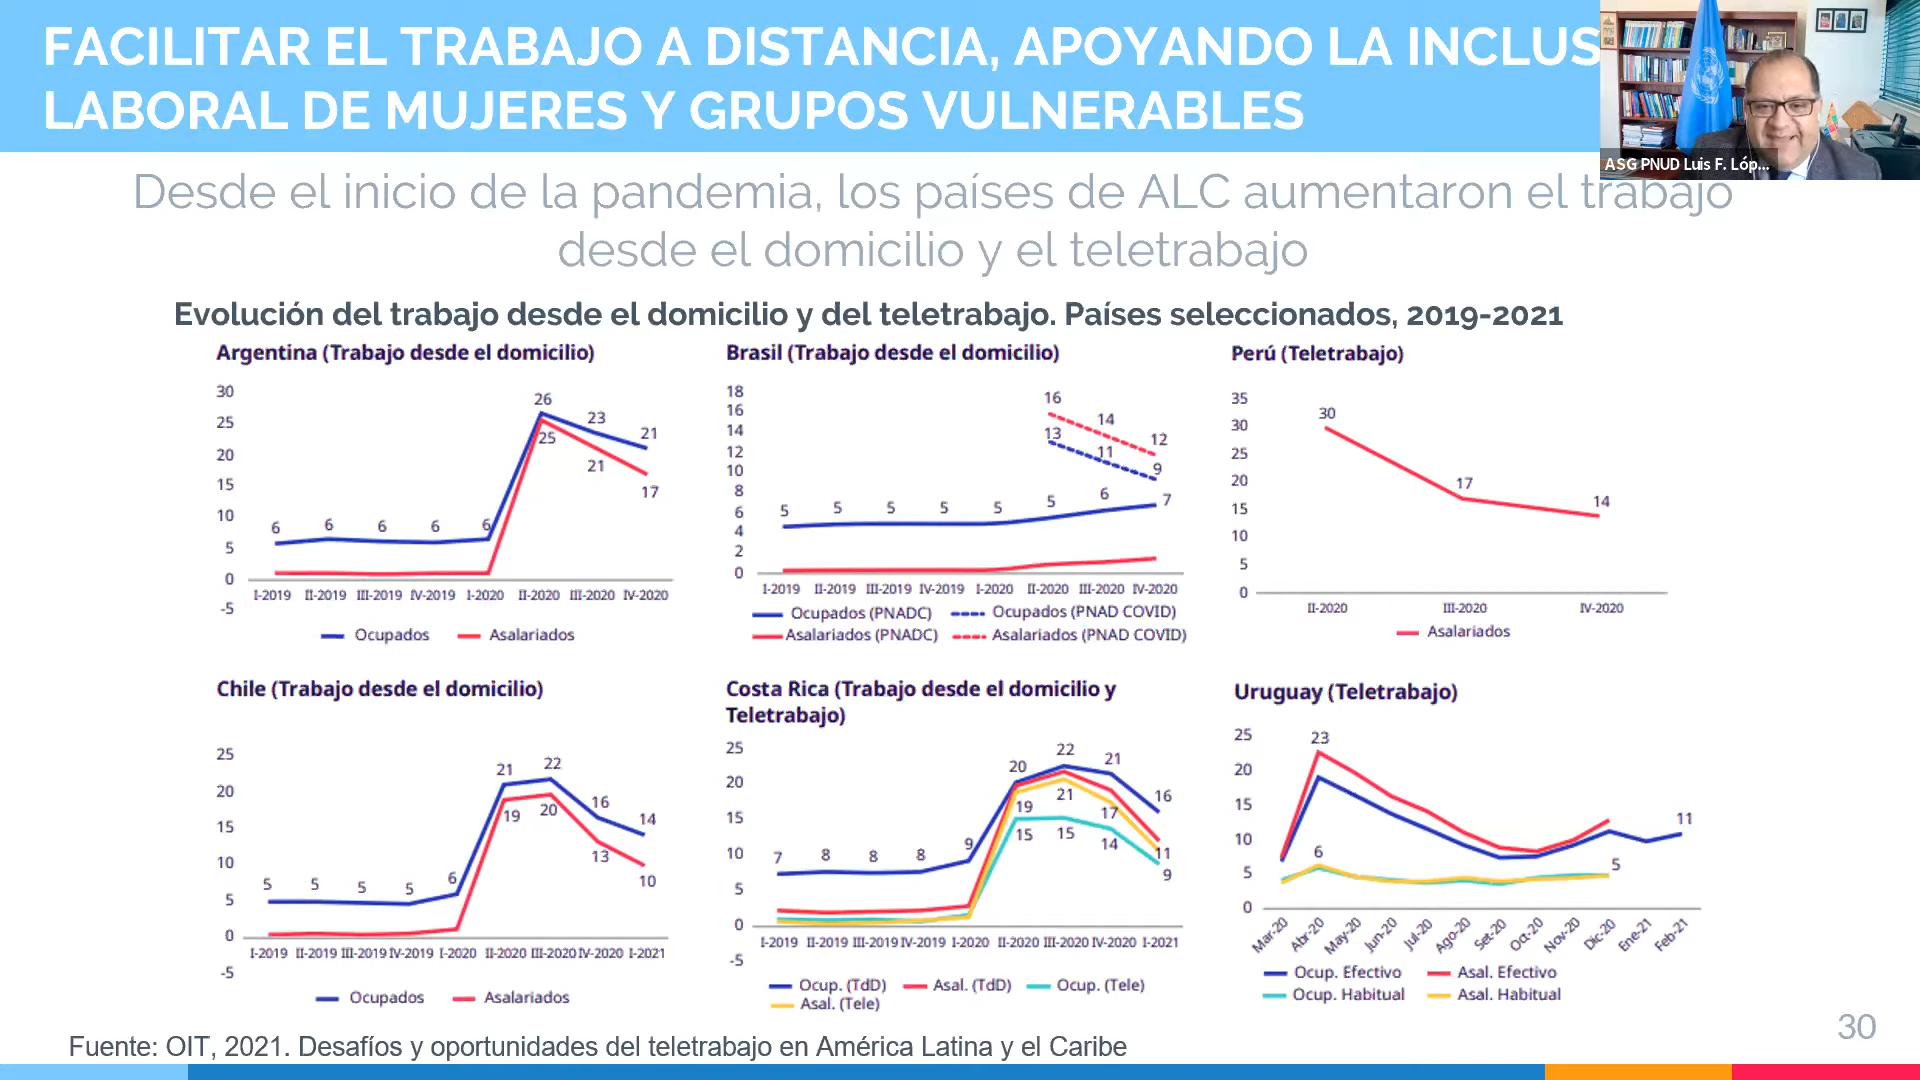 FACILITAR EL TRABAJO A DISTANCIA, APOYANDO LA INCLUS
LABORAL DE MUJERES Y GRUPOS VULNERABLES
ASG PNUD Luis F. Lóp...
Desde el inicio de la pandemia, los países de ALC aumentaron el trabajo
desde el domicilio y el teletrabajo
Evolución del trabajo desde el domicilio y del teletrabajo. Países seleccionados, 2019-2021
Argentina (Trabajo desde el domicilio)
30
25
20
15
10
5
0
-5
6 6 6 6 6 26 23 21
25 21 17
I-2019 II-2019 III-2019 IV-2019 I-2020 II-2020 III-2020 IV-2020
Ocupados Asalariados
Brasil (Trabajo desde el domicilio)
18
16
14
12
10
8
6
4
2
0
16 14 12
13 11 9
5 5 5 5 5 5 6 7
I-2019 II-2019 III-2019 IV-2019 I-2020 II-2020 III-2020 IV-2020
Ocupados (PNADC) Ocupados (PNAD COVID)
Asalariados (PNADC) Asalariados (PNAD COVID)
Perú (Teletrabajo)
35
30
25
20
15
10
5
0
30 17 14
II-2020 III-2020 IV-2020
Asalariados
Chile (Trabajo desde el domicilio)
25
20
15
10
5
0
-5
5 5 5 5 6 21 22 16 14
19 20 13 10
I-2019 II-2019 III-2019 IV-2019 I-2020 II-2020 III-2020 IV-2020 I-2021
Ocupados Asalariados
Costa Rica (Trabajo desde el domicilio y
Teletrabajo)
25
20
15
10
5
0
-5
7 8 8 8 9 20 22 21 16
19 21 17 11
15 15 14 9
I-2019 II-2019 III-2019 IV-2019 I-2020 II-2020 III-2020 IV-2020 I-2021
Ocup. (TdD) Asal. (TdD) Ocup. (Tele)
Asal. (Tele)
Uruguay (Teletrabajo)
25
20
15
10
5
0
23 11
6 5
Mar-20 Abr-20 May-20 Jun-20 Jul-20 Ago-20 Set-20 Oct-20 Nov-20 Dic-20 Ene-21 Feb-21
Ocup. Efectivo Asal. Efectivo
Ocup. Habitual Asal. Habitual
Fuente: OIT, 2021. Desafíos y oportunidades del teletrabajo en América Latina y el Caribe
30